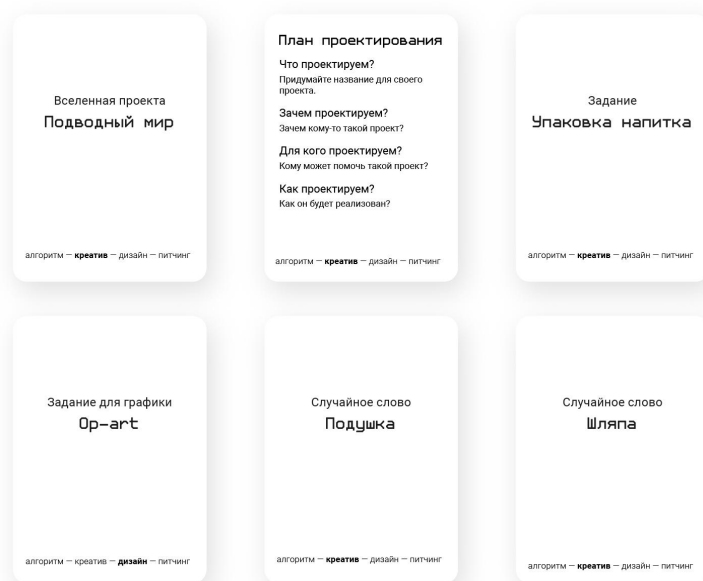 Вселенная проекта
Подводный мир
алгоритм — креатив — дизайн — питчинг
План проектирования
Что проектируем?
Придумайте название для своего
проекта.
Зачем проектируем?
Зачем кому-то такой проект?
Для кого проектируем?
Кому может помочь такой проект?
Как проектируем?
Как он будет реализован?
алгоритм — креатив — дизайн — питчинг
Задание
Упаковка напитка
алгоритм — креатив — дизайн — питчинг
Задание для графики
Op-art
алгоритм — креатив — дизайн — питчинг
Случайное слово
Подушка
алгоритм — креатив — дизайн — питчинг
Случайное слово
Шляпа
алгоритм — креатив — дизайн — питчинг